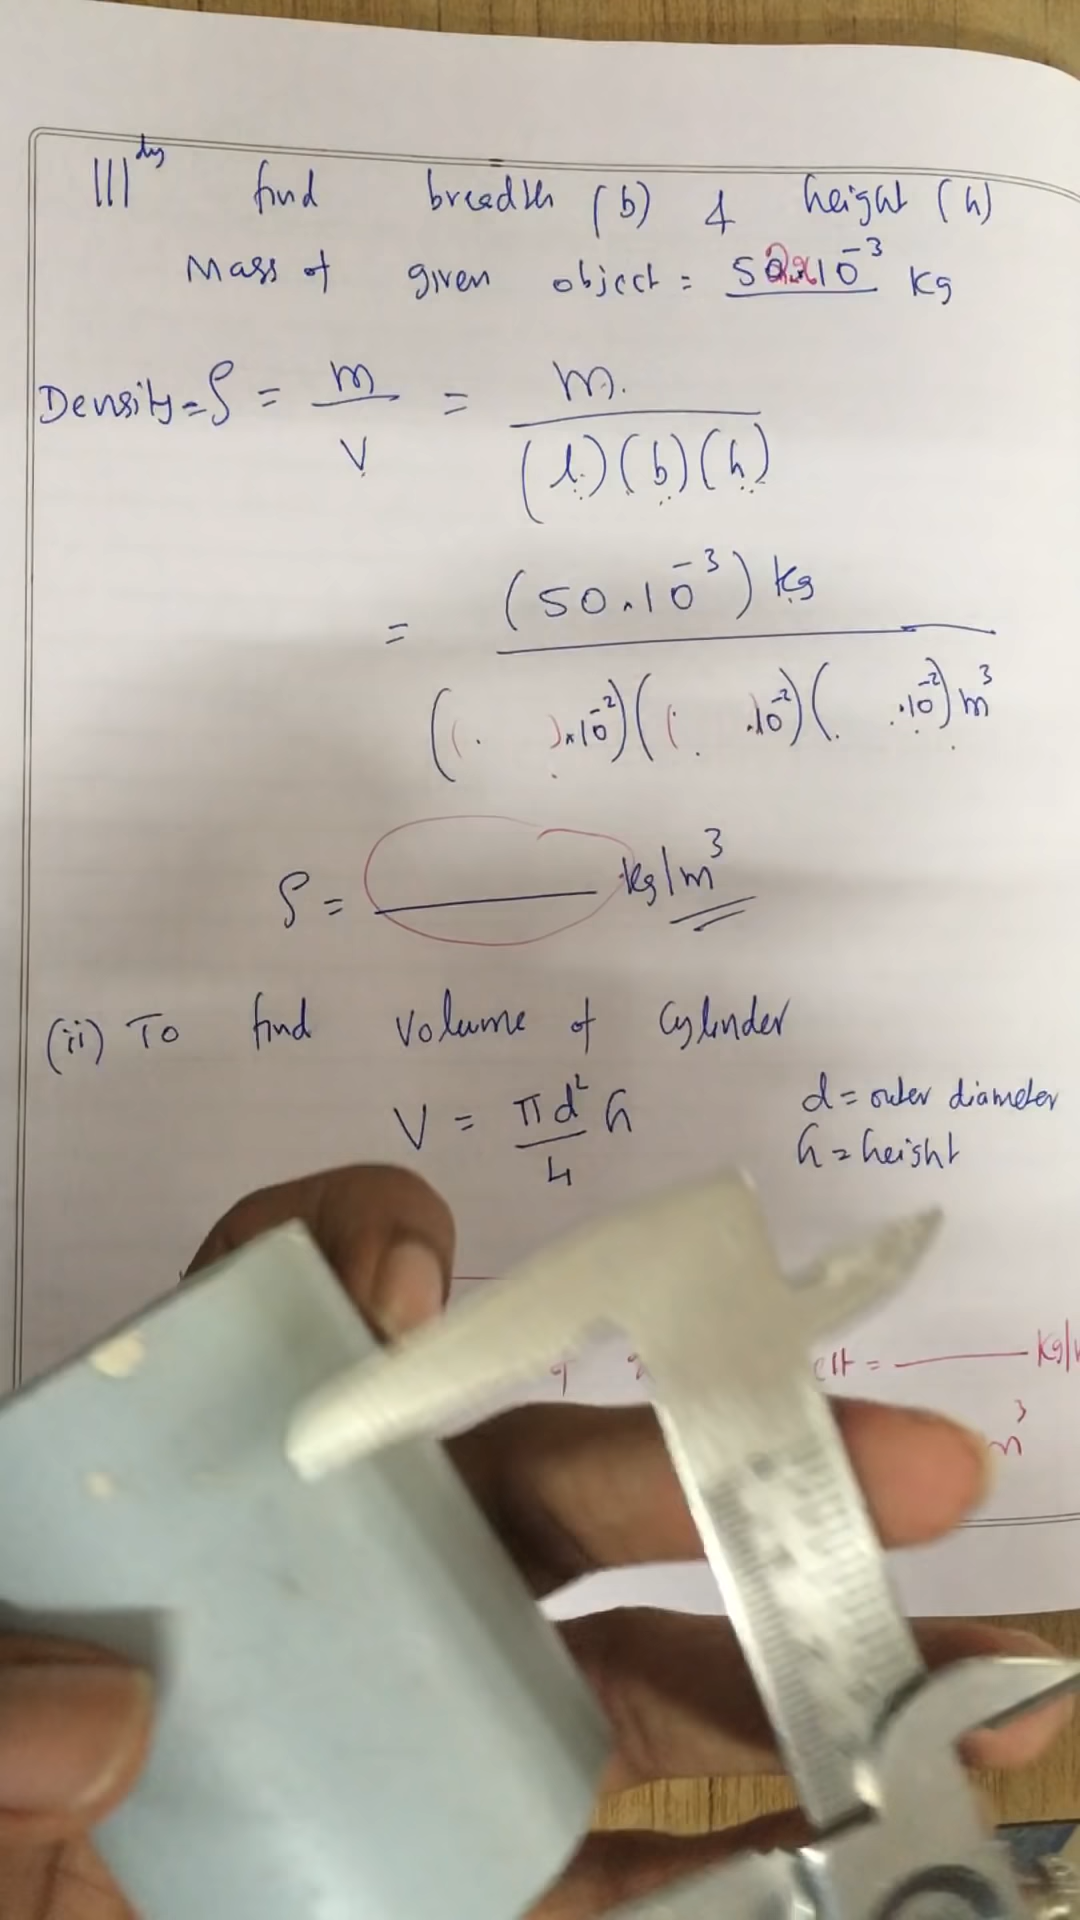 |||ly find breadth (b) & height (h)
Mass of given object = 50×10⁻³ kg
Density = ρ = m/V = m./(l)(b)(h)
= (50.10⁻³) kg / (( )×10⁻²)(( .10⁻²)( .10⁻²) m³
ρ = ______ kg/m³
(ii) To find volume of cylinder
V = πd²/4 h
d = outer diameter
h = height
= ______ kg/
m³